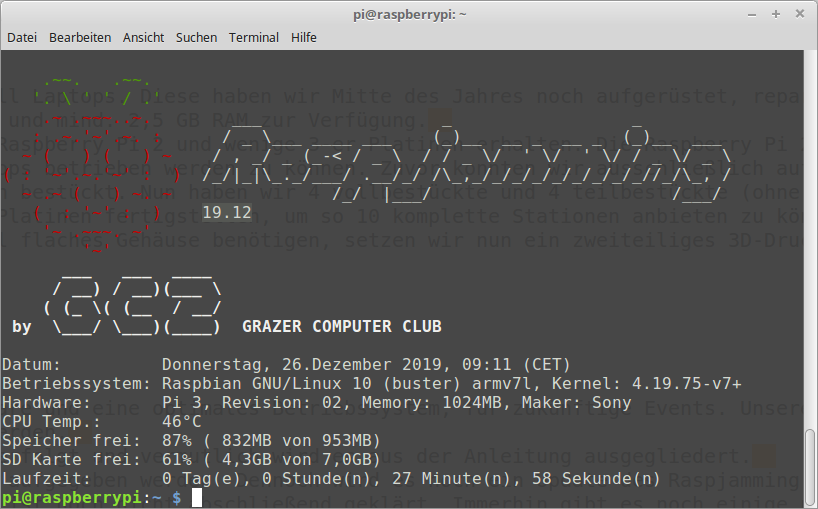 pi@raspberrypi: ~
Datei Bearbeiten Ansicht Suchen Terminal Hilfe
Raspjamming
19.12
by GC2 GRAZER COMPUTER CLUB
Datum: Donnerstag, 26.Dezember 2019, 09:11 (CET)
Betriebssystem: Raspbian GNU/Linux 10 (buster) armv7l, Kernel: 4.19.75-v7+
Hardware: Pi 3, Revision: 02, Memory: 1024MB, Maker: Sony
CPU Temp.: 46°C
Speicher frei: 87% ( 832MB von 953MB)
SD Karte frei: 61% ( 4,3GB von 7,0GB)
Laufzeit: 0 Tag(e), 0 Stunde(n), 27 Minute(n), 58 Sekunde(n)
pi@raspberrypi:~ $